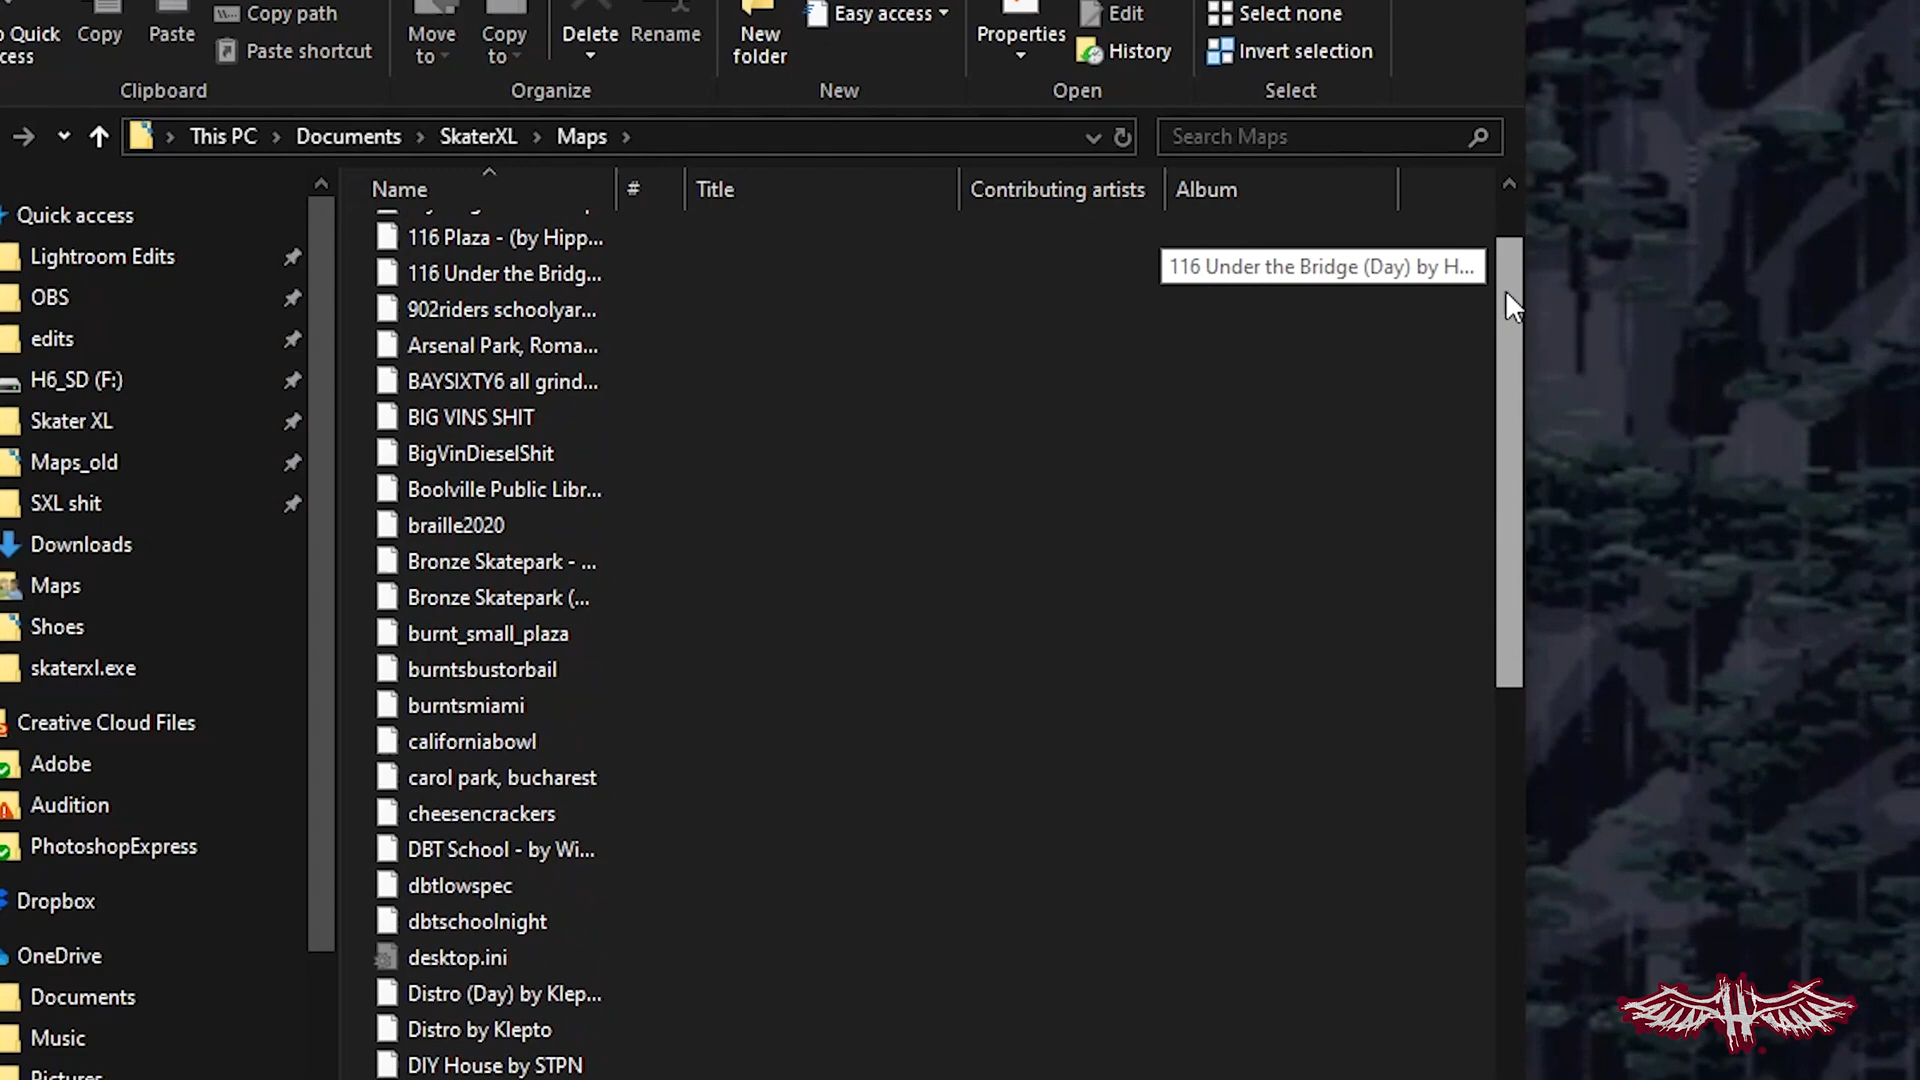 Copy path
Easy access
Edit
Select none
o Quick
cess
Copy
Paste
Paste shortcut
Move
to
Copy
to
Delete
Rename
New
folder
Properties
History
Invert selection
Clipboard
Organize
New
Open
Select
This PC
Documents
SkaterXL
Maps
Search Maps
Name
#
Title
Contributing artists
Album
Quick access
Lightroom Edits
OBS
edits
H6_SD (F:)
Skater XL
Maps_old
SXL shit
Downloads
Maps
Shoes
skaterxl.exe
Creative Cloud Files
Adobe
Audition
PhotoshopExpress
Dropbox
OneDrive
Documents
Music
Pictures
116 Plaza - (by Hipp...
116 Under the Bridg...
902riders schoolyar...
Arsenal Park, Roma...
BAYSIXTY6 all grind...
BIG VINS SHIT
BigVinDieselShit
Boolville Public Libr...
braille2020
Bronze Skatepark - ...
Bronze Skatepark (...
burnt_small_plaza
burntsbustorbail
burntsmiami
californiabowl
carol park, bucharest
cheesencrackers
DBT School - by Wi...
dbtlowspec
dbtschoolnight
desktop.ini
Distro (Day) by Klep...
Distro by Klepto
DIY House by STPN
116 Under the Bridge (Day) by H...
H